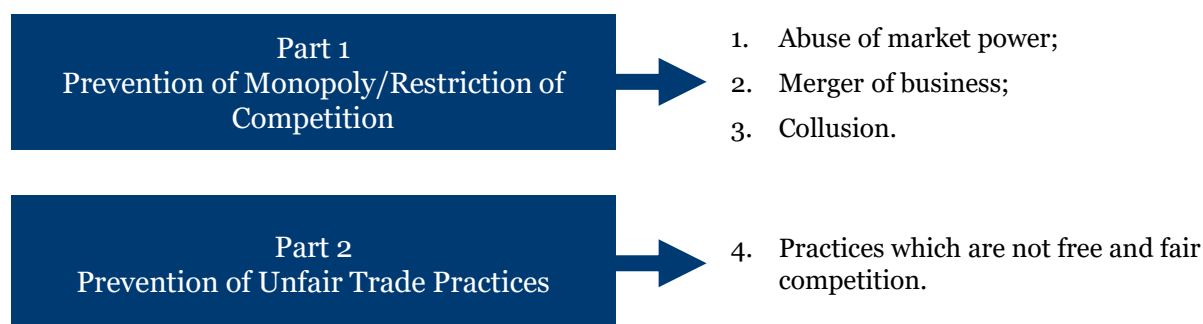 Part 1
Prevention of Monopoly/Restriction of
Competition
1. Abuse of market power;
2. Merger of business;
3. Collusion.
Part 2
Prevention of Unfair Trade Practices
4. Practices which are not free and fair
competition.